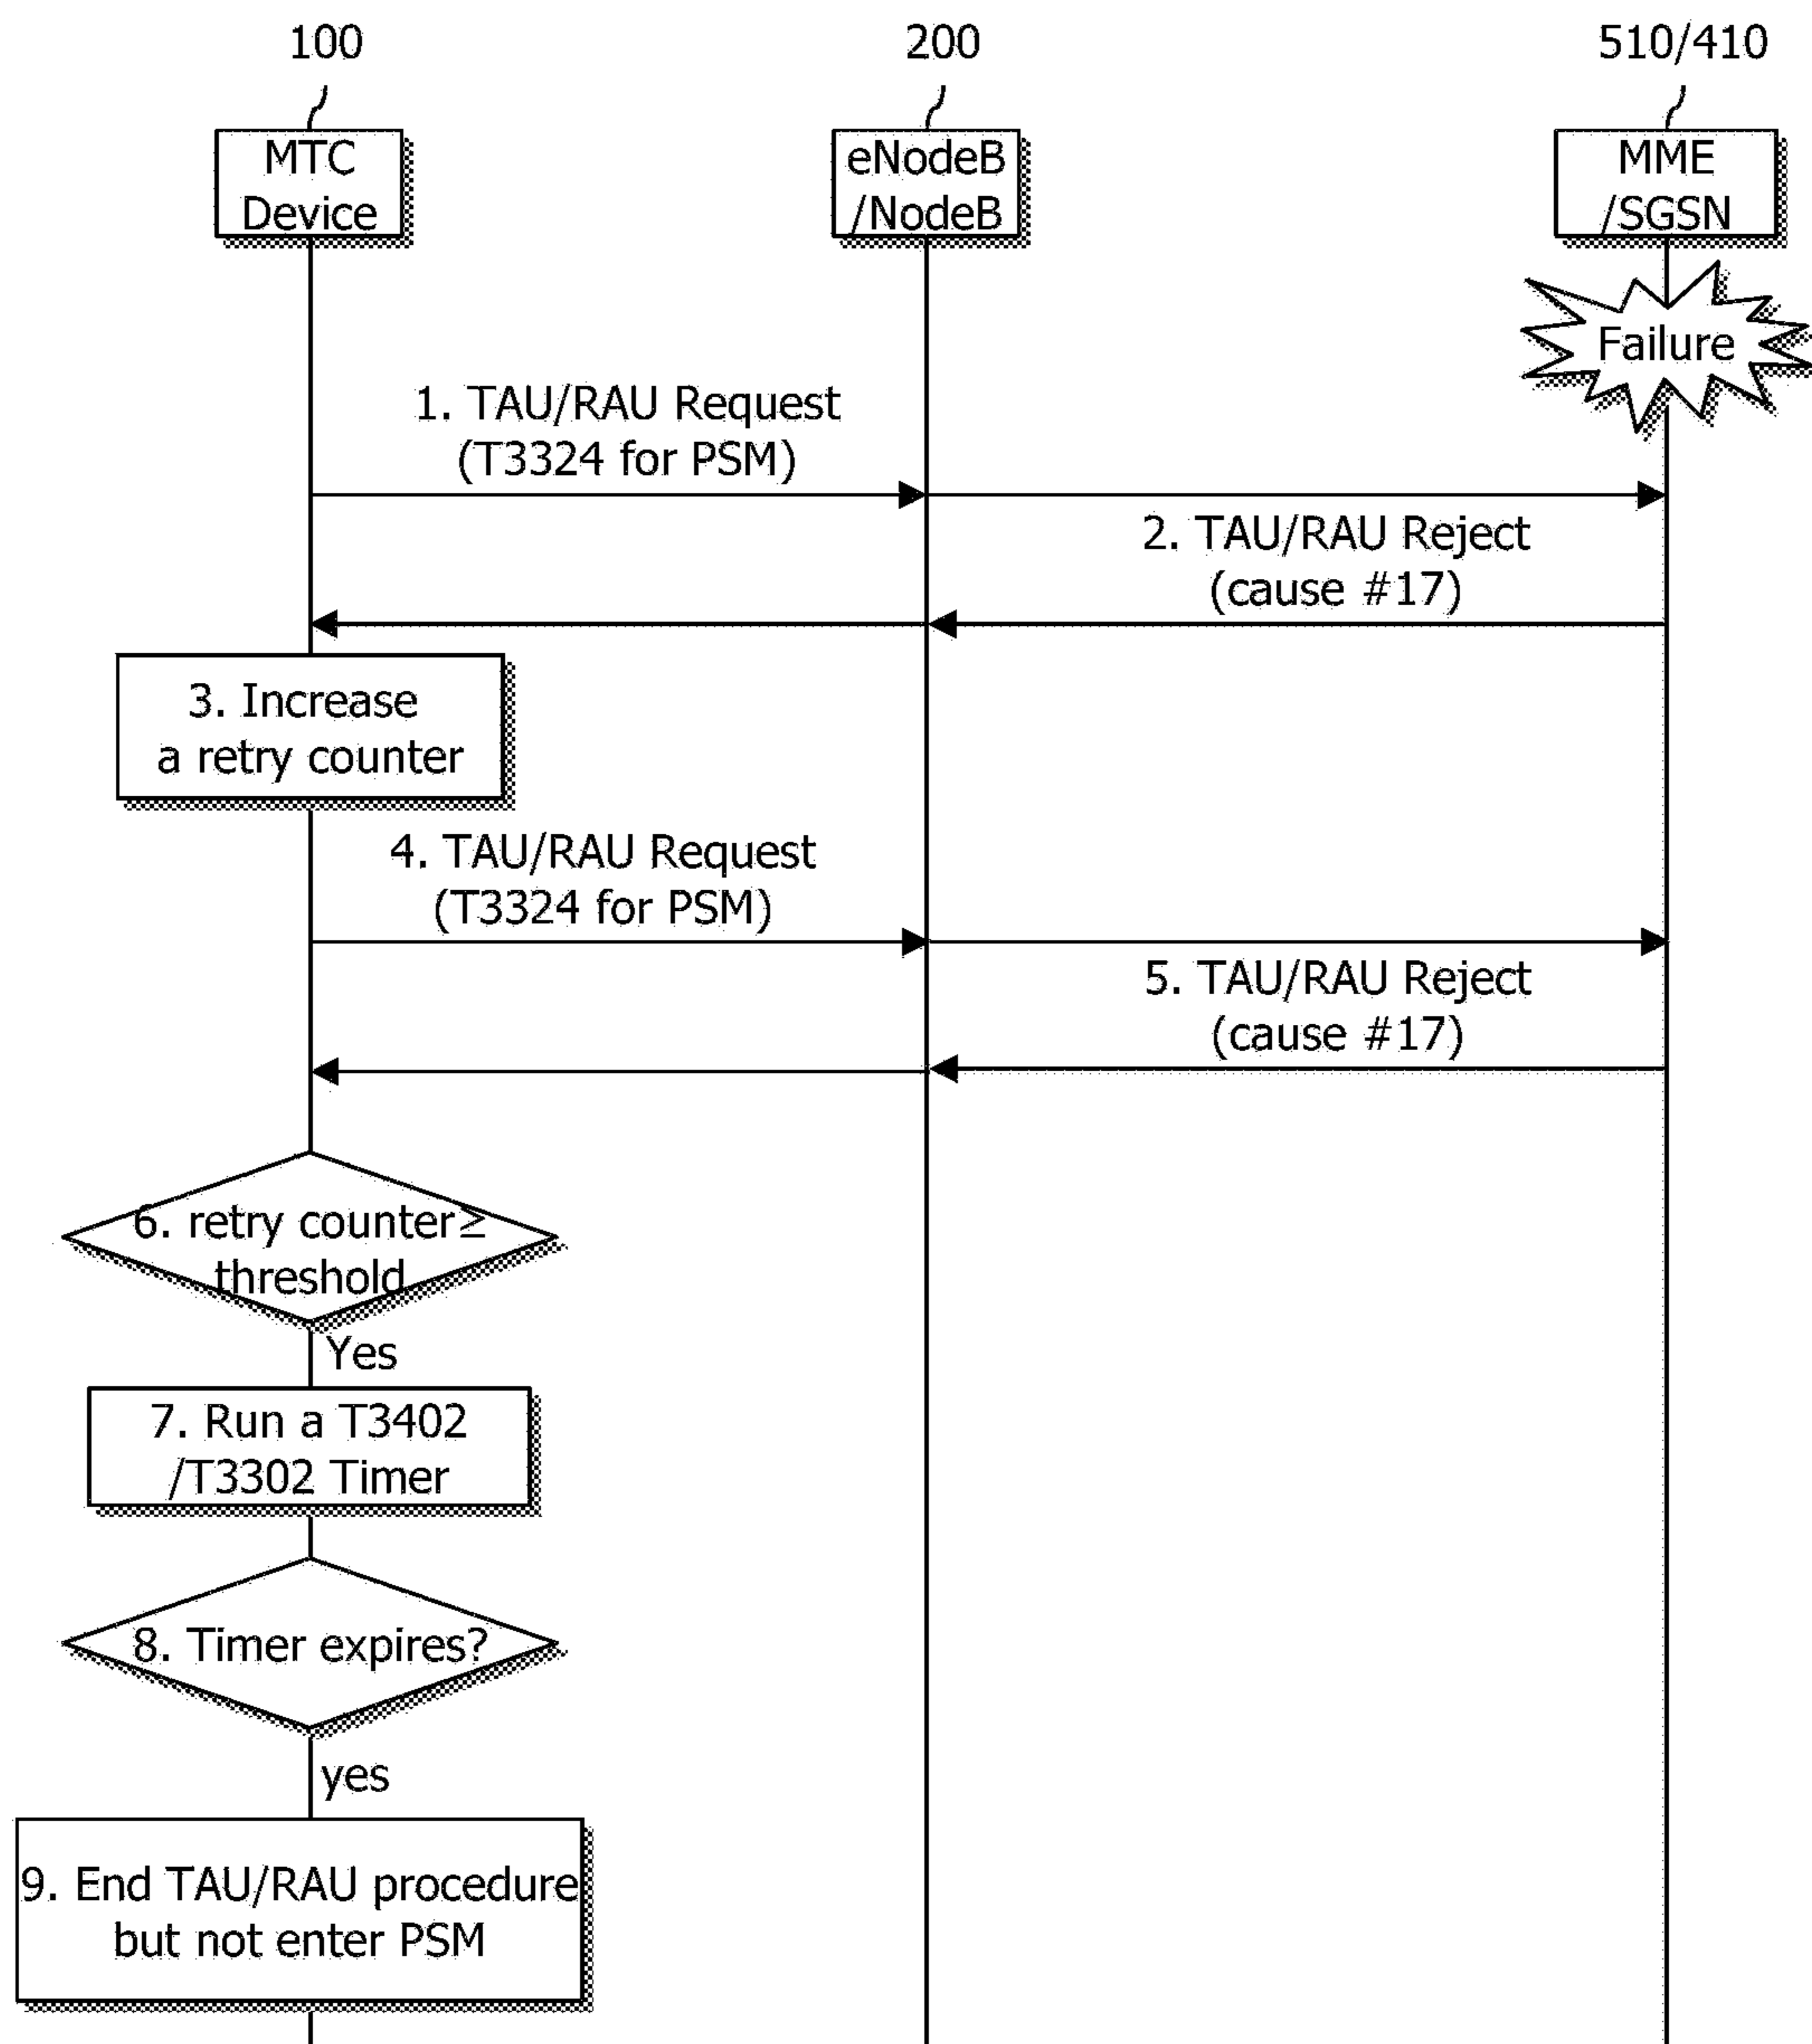 100
200
510/410
MTC
Device
eNodeB
/NodeB
MME
/SGSN
Failure
1. TAU/RAU Request
(T3324 for PSM)
2. TAU/RAU Reject
(cause #17)
3. Increase
a retry counter
4. TAU/RAU Request
(T3324 for PSM)
5. TAU/RAU Reject
(cause #17)
6. retry counter≥
threshold
Yes
7. Run a T3402
/T3302 Timer
8. Timer expires?
yes
9. End TAU/RAU procedure
but not enter PSM